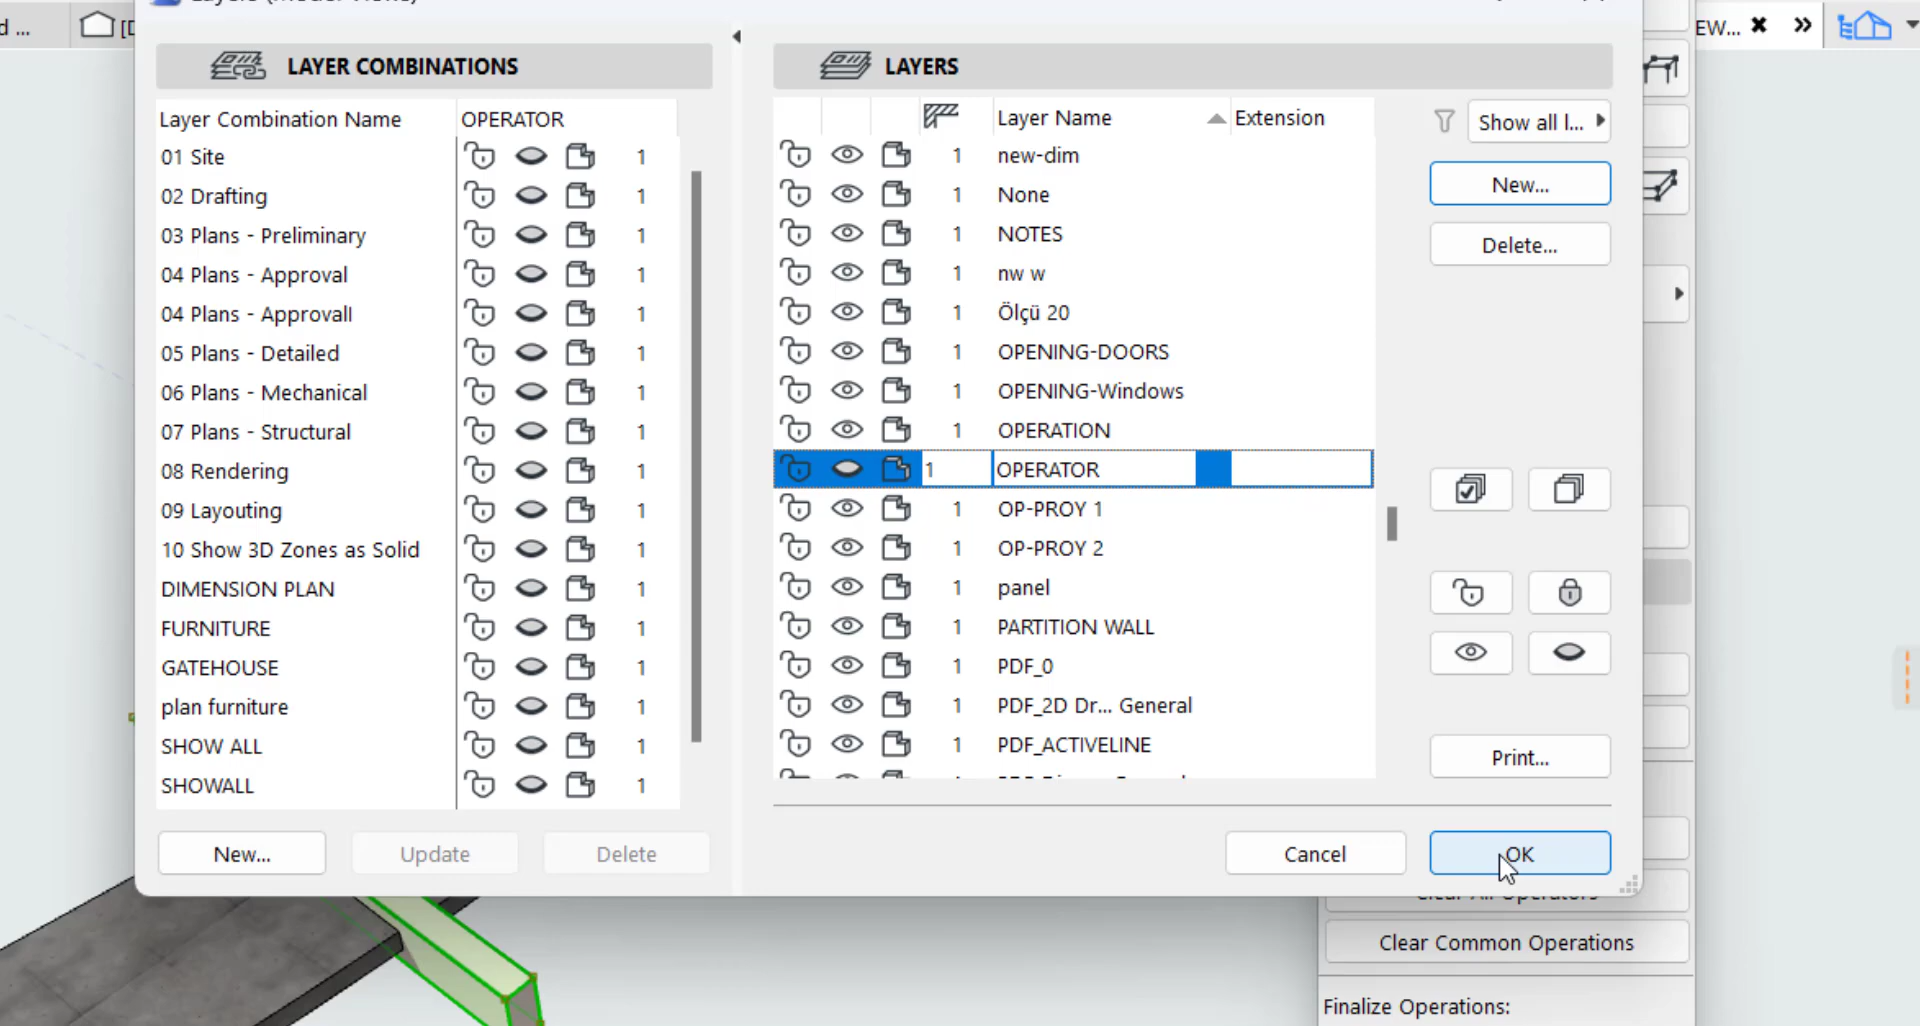 d ...
[D
EW...
LAYER COMBINATIONS
Layer Combination Name OPERATOR
01 Site 1
02 Drafting 1
03 Plans - Preliminary 1
04 Plans - Approval 1
04 Plans - Approvall 1
05 Plans - Detailed 1
06 Plans - Mechanical 1
07 Plans - Structural 1
08 Rendering 1
09 Layouting 1
10 Show 3D Zones as Solid 1
DIMENSION PLAN 1
FURNITURE 1
GATEHOUSE 1
plan furniture 1
SHOW ALL 1
SHOWALL 1
New... Update Delete
LAYERS
Layer Name Extension
1 new-dim
1 None
1 NOTES
1 nw w
1 Ölçü 20
1 OPENING-DOORS
1 OPENING-Windows
1 OPERATION
1 OPERATOR
1 OP-PROY 1
1 OP-PROY 2
1 panel
1 PARTITION WALL
1 PDF_0
1 PDF_2D Dr... General
1 PDF_ACTIVELINE
Show all l...
New...
Delete...
Print...
Cancel OK
Clear All Operators
Clear Common Operations
Finalize Operations: